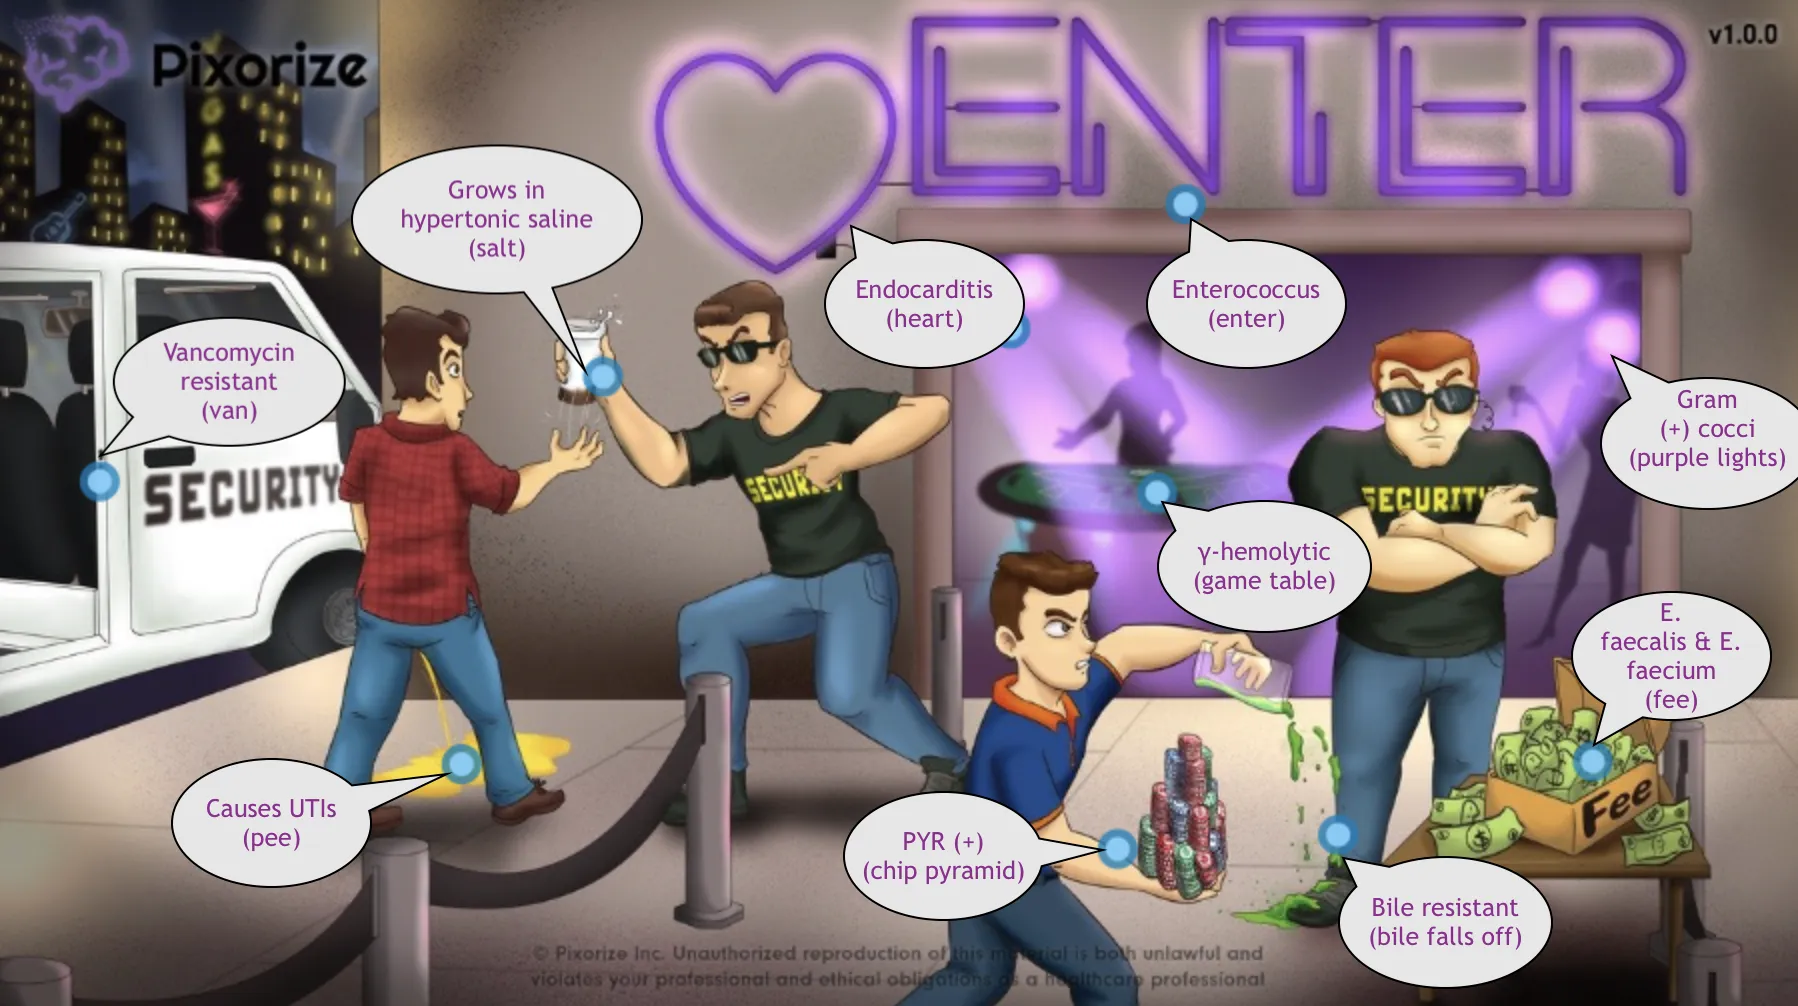 Pixorize
ENTER
v1.0.0
Grows in
hypertonic saline
(salt)
Endocarditis
(heart)
Enterococcus
(enter)
Vancomycin
resistant
(van)
Gram
(+) cocci
(purple lights)
SECURITY
SECURITY
SECURITY
γ-hemolytic
(game table)
E.
faecalis & E.
faecium
(fee)
Fee
Causes UTIs
(pee)
PYR (+)
(chip pyramid)
Bile resistant
(bile falls off)
© Pixorize Inc. Unauthorized reproduction of this material is both unlawful and
violates your professional and ethical obligations as a healthcare professional